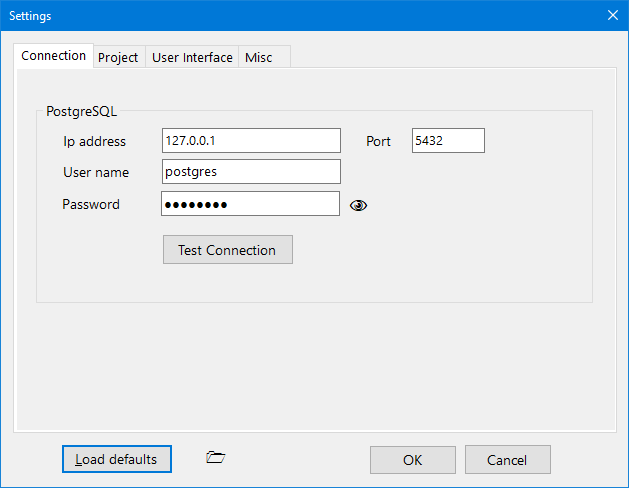 Settings
Connection Project User Interface Misc
PostgreSQL
Ip address 127.0.0.1 Port 5432
User name postgres
Password ●●●●●●●●
Test Connection
Load defaults OK Cancel